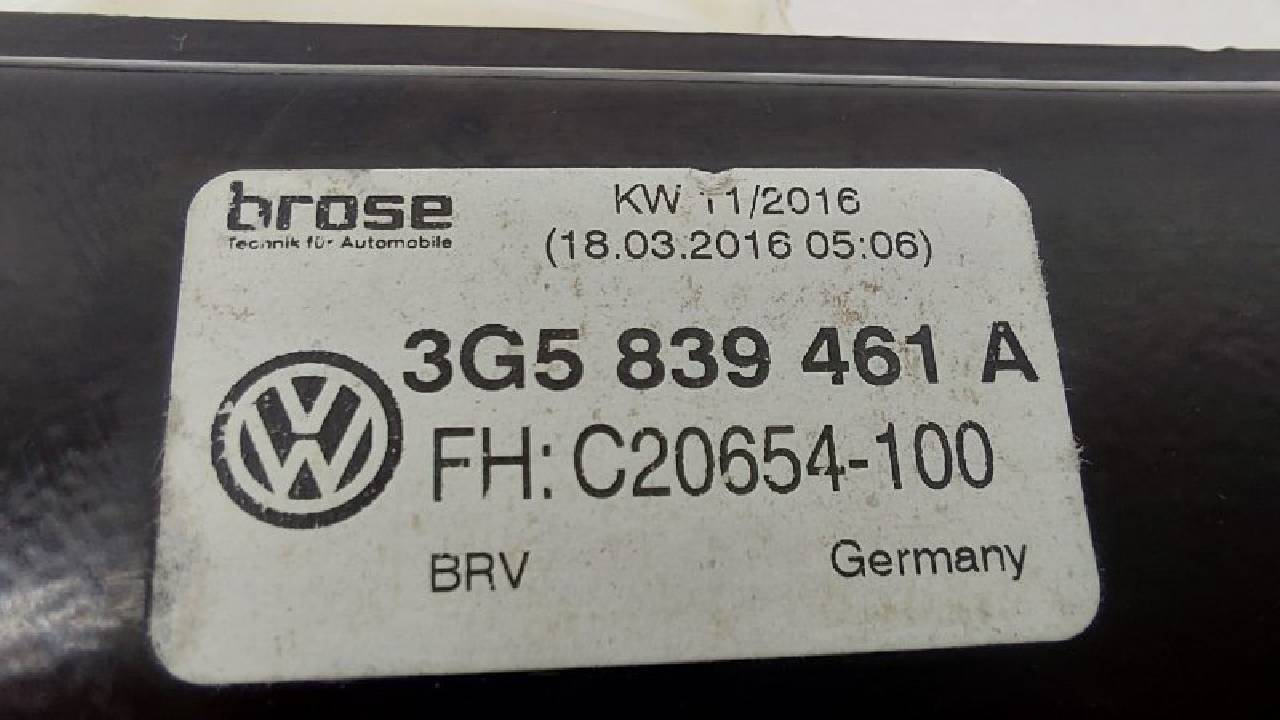 brose
Technik für Automobile
KW 11/2016
(18.03.2016 05:06)
3G5 839 461 A
FH: C20654-100
BRV
Germany